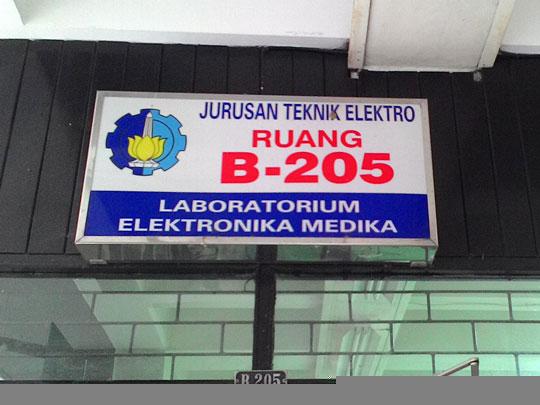 JURUSAN TEKNIK ELEKTRO
RUANG
B-205
LABORATORIUM
ELEKTRONIKA MEDIKA
B 205